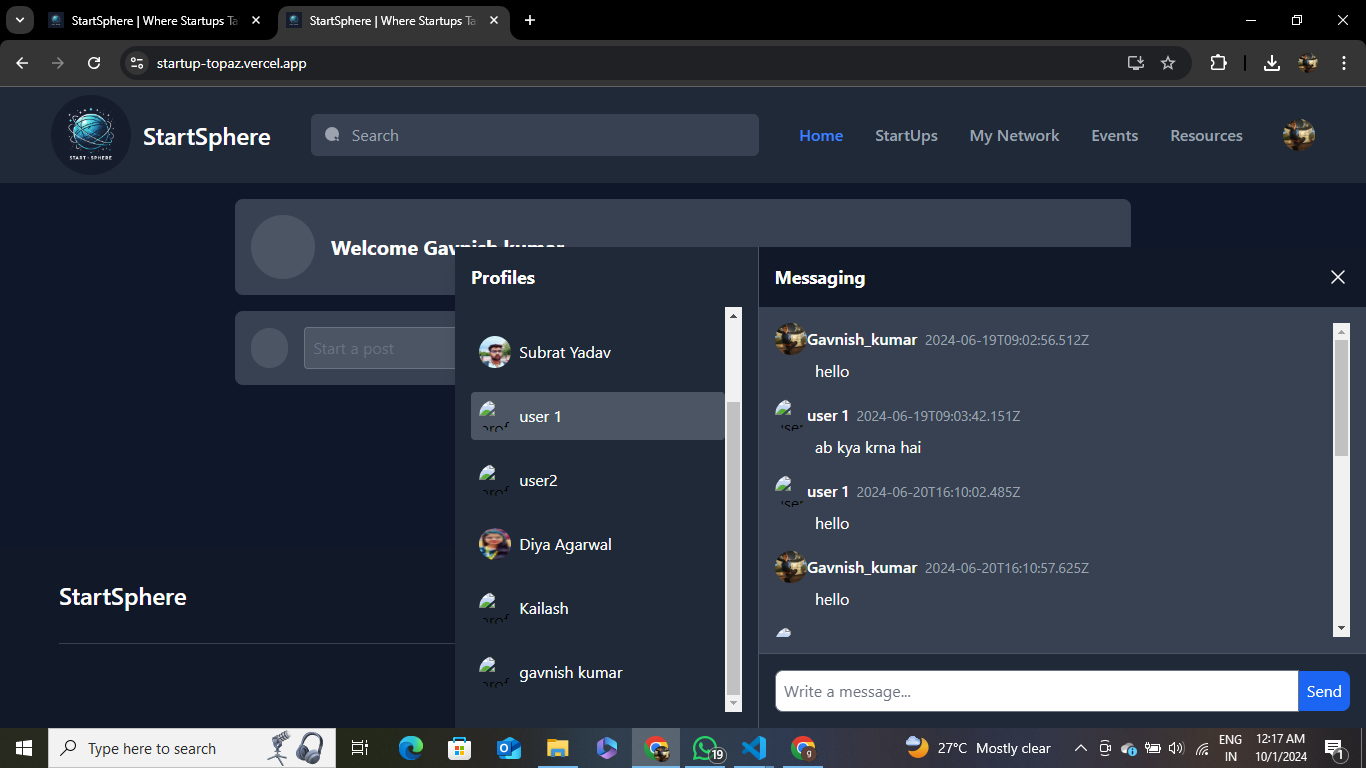 StartSphere | Where Startups Ta
StartSphere | Where Startups Ta
startup-topaz.vercel.app
START - SPHERE
StartSphere
Search
Home
StartUps
My Network
Events
Resources
Welcome Gavnish kumar
Start a post
StartSphere
Profiles
Subrat Yadav
user 1
user2
Diya Agarwal
Kailash
gavnish kumar
Messaging
Gavnish_kumar 2024-06-19T09:02:56.512Z
hello
user 1 2024-06-19T09:03:42.151Z
ab kya krna hai
user 1 2024-06-20T16:10:02.485Z
hello
Gavnish_kumar 2024-06-20T16:10:57.625Z
hello
Write a message...
Send
Type here to search
19
27°C Mostly clear
ENG
IN
12:17 AM
10/1/2024
1